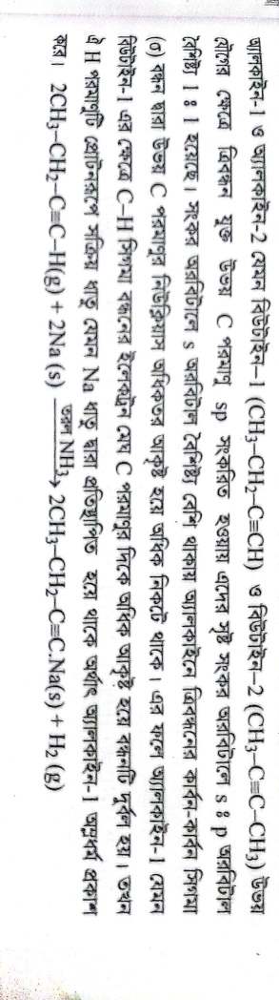 অ্যালকাইন-1 ও অ্যালকাইন-2 যেমন বিউটাইন–1 (CH₃–CH₂–C≡CH) ও বিউটাইন–2 (CH₃–C≡C–CH₃) উভয়
যৌগের ক্ষেত্রে ত্রিবন্ধন যুক্ত উভয় C পরমাণু sp সংকরিত হওয়ায় এদের সৃষ্ট সংকর অরবিটালে s ঃ p অরবিটাল
বৈশিষ্ট্য 1 ঃ 1 হয়েছে। সংকর অরবিটালে s অরবিটাল বৈশিষ্ট্য বেশি থাকায় অ্যালকাইনে ত্রিবন্ধনের কার্বন-কার্বন সিগমা
(σ) বন্ধন দ্বারা উভয় C পরমাণুর নিউক্লিয়াস অধিকতর আকৃষ্ট হয়ে অধিক নিকটে থাকে। এর ফলে অ্যালকাইন-1 যেমন
বিউটাইন-1 এর ক্ষেত্রে C–H সিগমা বন্ধনের ইলেকট্রন মেঘ C পরমাণুর দিকে অধিক আকৃষ্ট হয়ে বন্ধনটি দুর্বল হয়। তখন
ঐ H পরমাণুটি প্রোটনরূপে সক্রিয় ধাতু যেমন Na ধাতু দ্বারা প্রতিস্থাপিত হয়ে থাকে অর্থাৎ অ্যালকাইন-1 অম্লধর্ম প্রকাশ
করে। 2CH₃–CH₂–C≡C–H(g) + 2Na (s) তরল NH₃→ 2CH₃–CH₂–C≡C.Na(s) + H₂ (g)